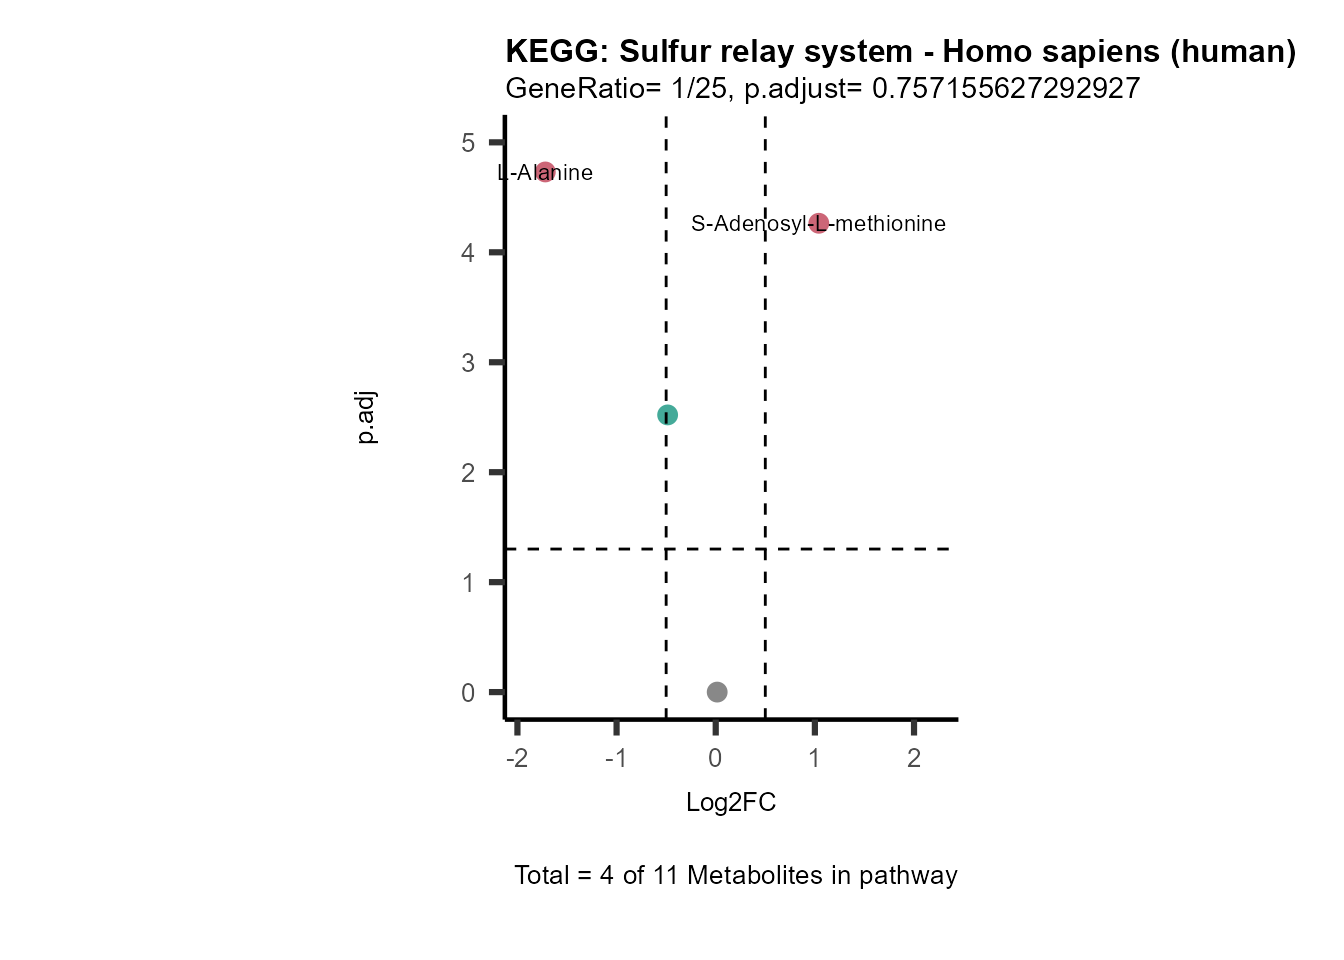 KEGG: Sulfur relay system - Homo sapiens (human)
GeneRatio= 1/25, p.adjust= 0.757155627292927
5
L-Alanine
S-Adenosyl-L-methionine
4
3
p.adj
2
1
0
-2 -1 0 1 2
Log2FC
Total = 4 of 11 Metabolites in pathway